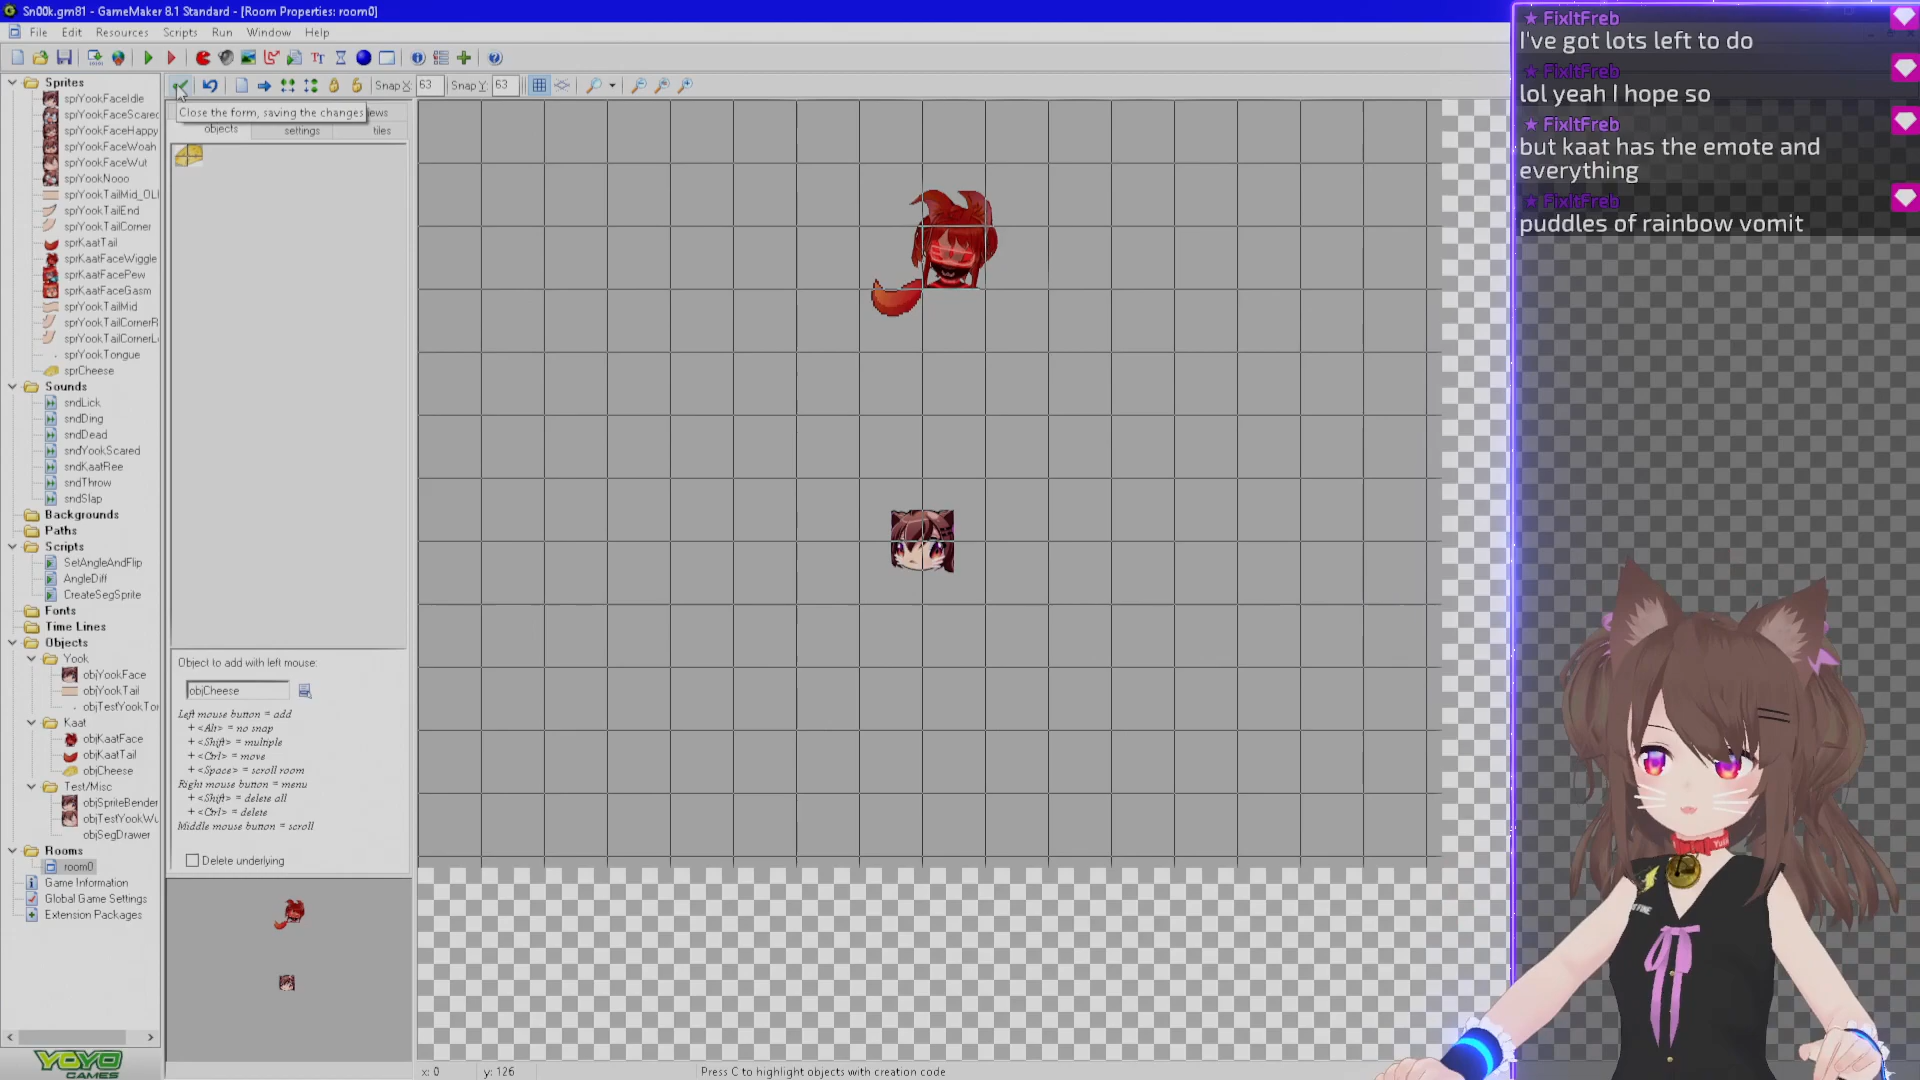 Sn00k.gm81 - GameMaker 8.1 Standard - [Room Properties: room0]
File Edit Resources Scripts Run Window Help
Snap X: 63 Snap Y: 63
Close the form, saving the changes
objects settings tiles
Sprites
sprYookFaceIdle
sprYookFaceScared
sprYookFaceHappy
sprYookFaceWoah
sprYookFaceWut
sprYookNooo
sprYookTailMid_OL
sprYookTailEnd
sprYookTailCorner
sprKaatTail
sprKaatFaceWiggle
sprKaatFacePew
sprKaatFaceGasm
sprYookTailMid
sprYookTailCornerR
sprYookTailCornerL
sprYookTongue
sprCheese
Sounds
sndLick
sndDing
sndDead
sndYookScared
sndKaatRee
sndThrow
sndSlap
Backgrounds
Paths
Scripts
SetAngleAndFlip
AngleDiff
CreateSegSprite
Fonts
Time Lines
Objects
Yook
objYookFace
objYookTail
objTestYookTor
Kaat
objKaatFace
objKaatTail
objCheese
Test/Misc
objSpriteBender
objTestYookWu
objSegDrawer
Rooms
room0
Game Information
Global Game Settings
Extension Packages
YOYO
GAMES
Object to add with left mouse:
objCheese
Left mouse button = add
+ <Alt> = no snap
+ <Shift> = multiple
+ <Ctrl> = move
+ <Space> = scroll room
Right mouse button = menu
+ <Shift> = delete all
+ <Ctrl> = delete
Middle mouse button = scroll
Delete underlying
x: 0 y: 126 Press C to highlight objects with creation code
FixItFreb
I've got lots left to do
FixItFreb
lol yeah I hope so
FixItFreb
but kaat has the emote and
everything
FixItFreb
puddles of rainbow vomit